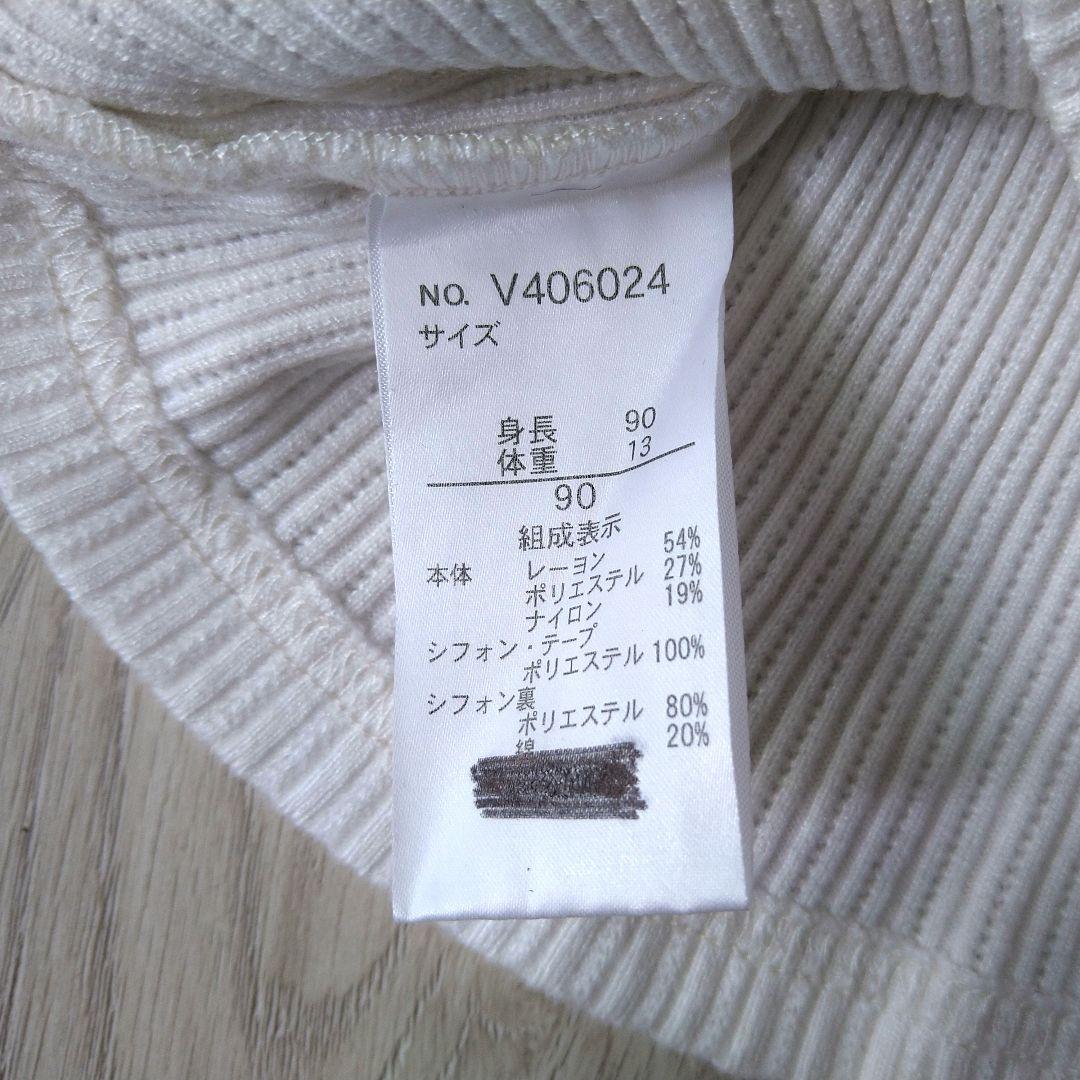 NO. V406024
サイズ
身長 90
体重 13
90
組成表示
本体 レーヨン 54%
ポリエステル 27%
ナイロン 19%
シフォン・テープ
ポリエステル 100%
シフォン裏
ポリエステル 80%
綿 20%